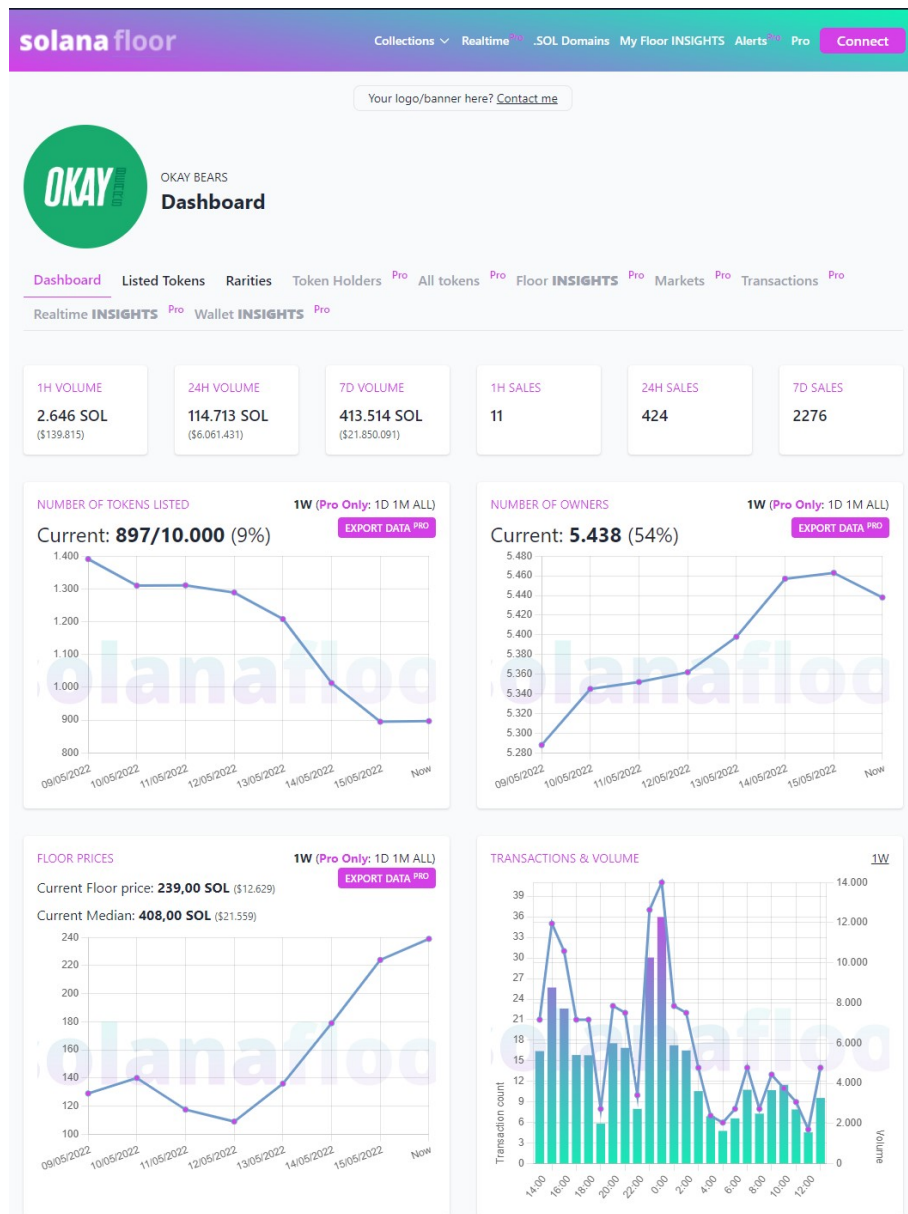 solana floor
Collections Realtime Pro .SOL Domains My Floor INSIGHTS Alerts Pro Pro Connect
Your logo/banner here? Contact me
OKAY BEARS
OKAY BEARS
Dashboard
Dashboard Listed Tokens Rarities Token Holders Pro All tokens Pro Floor INSIGHTS Pro Markets Pro Transactions Pro
Realtime INSIGHTS Pro Wallet INSIGHTS Pro
1H VOLUME
2.646 SOL
($139.815)
24H VOLUME
114.713 SOL
($6.061.431)
7D VOLUME
413.514 SOL
($21.850.091)
1H SALES
11
24H SALES
424
7D SALES
2276
NUMBER OF TOKENS LISTED 1W (Pro Only: 1D 1M ALL)
Current: 897/10.000 (9%) EXPORT DATA PRO
1.400
1.300
1.200
1.100
1.000
900
800
solanafloor
09/05/2022 10/05/2022 11/05/2022 12/05/2022 13/05/2022 14/05/2022 15/05/2022 Now
NUMBER OF OWNERS 1W (Pro Only: 1D 1M ALL)
Current: 5.438 (54%) EXPORT DATA PRO
5.480
5.460
5.440
5.420
5.400
5.380
5.360
5.340
5.320
5.300
5.280
solanafloor
09/05/2022 10/05/2022 11/05/2022 12/05/2022 13/05/2022 14/05/2022 15/05/2022 Now
FLOOR PRICES 1W (Pro Only: 1D 1M ALL)
EXPORT DATA PRO
Current Floor price: 239,00 SOL ($12.629)
Current Median: 408,00 SOL ($21.559)
240
220
200
180
160
140
120
100
solanafloor
09/05/2022 10/05/2022 11/05/2022 12/05/2022 13/05/2022 14/05/2022 15/05/2022 Now
TRANSACTIONS & VOLUME 1W
Transaction count
39
36
33
30
27
24
21
18
15
12
9
6
3
0
solanafloor
14.000
12.000
10.000
8.000
6.000
4.000
2.000
0
Volume
14:00 16:00 18:00 20:00 22:00 0:00 2:00 4:00 6:00 8:00 10:00 12:00